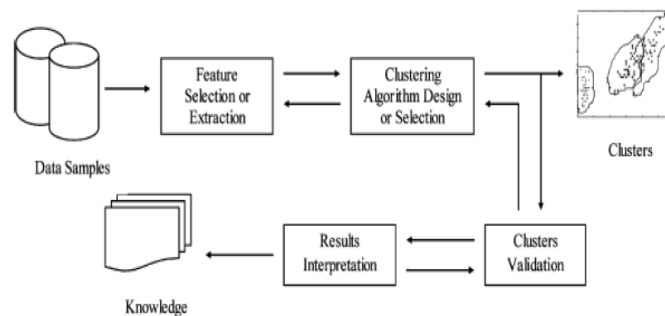 Feature
Selection or
Extraction
Clustering
Algorithm Design
or Selection
Data Samples
Clusters
Results
Interpretation
Clusters
Validation
Knowledge